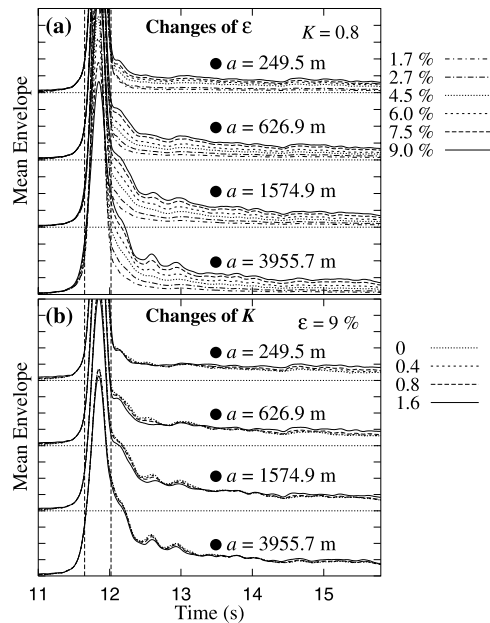 (a) Changes of ε K = 0.8
a = 249.5 m
a = 626.9 m
a = 1574.9 m
a = 3955.7 m
Mean Envelope
1.7 %
2.7 %
4.5 %
6.0 %
7.5 %
9.0 %
(b) Changes of K ε = 9 %
a = 249.5 m
a = 626.9 m
a = 1574.9 m
a = 3955.7 m
Mean Envelope
0
0.4
0.8
1.6
11 12 13 14 15
Time (s)